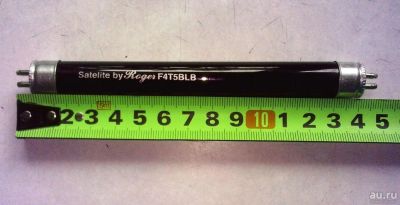 Satelite by Roger F4T5BLB
2 3 4 5 6 7 8 9 10 1 2 3 4 5
au.ru